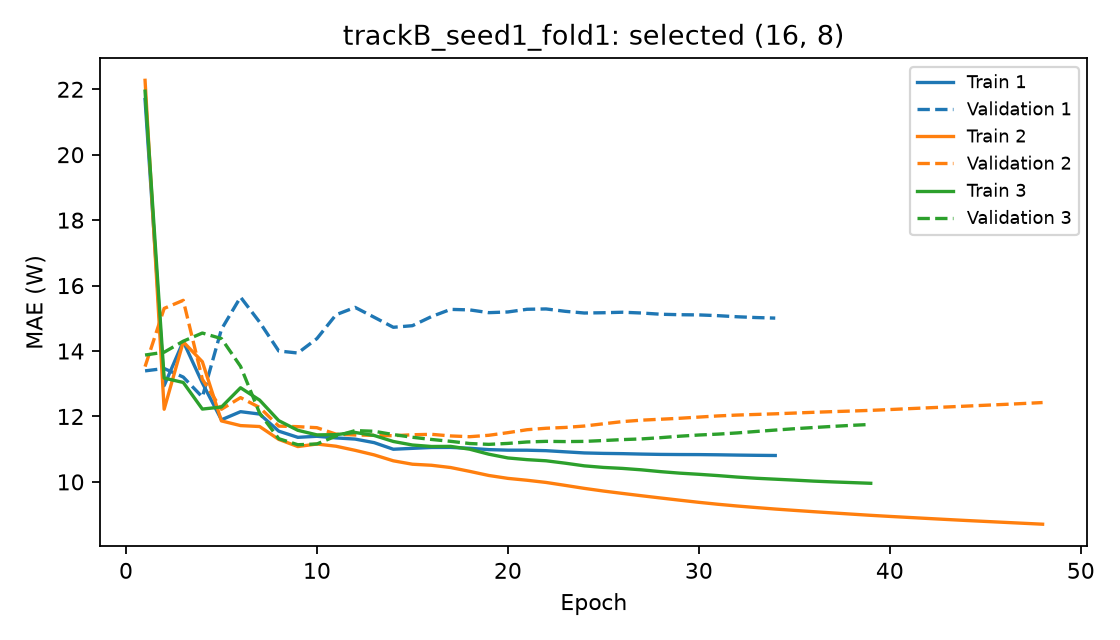 trackB_seed1_fold1: selected (16, 8)
MAE (W)
22
20
18
16
14
12
10
0 10 20 30 40 50
Epoch
Train 1
Validation 1
Train 2
Validation 2
Train 3
Validation 3